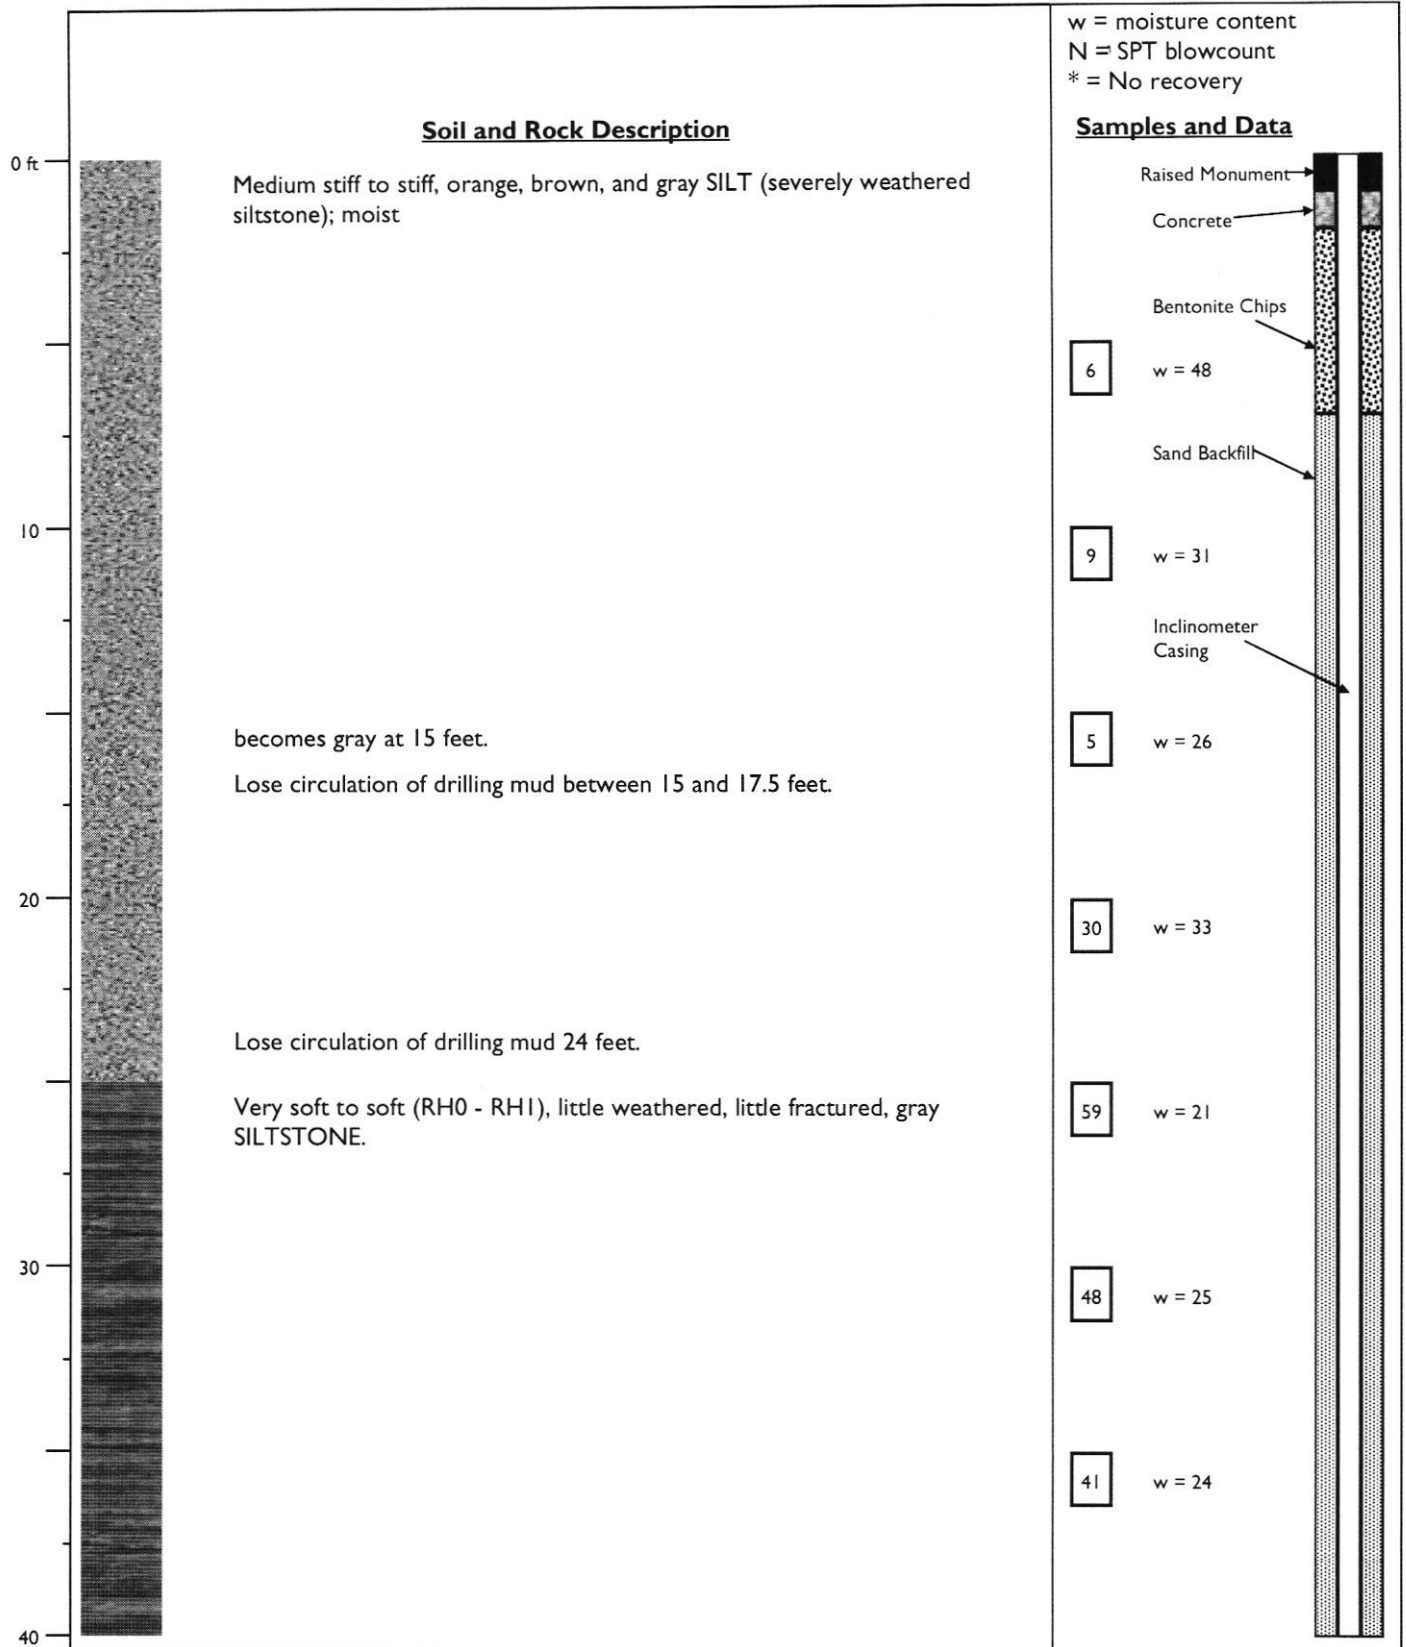 w = moisture content
N = SPT blowcount
* = No recovery
Soil and Rock Description
Samples and Data
0 ft
Medium stiff to stiff, orange, brown, and gray SILT (severely weathered
siltstone); moist
Raised Monument
Concrete
Bentonite Chips
6 w = 48
Sand Backfill
10
9 w = 31
Inclinometer
Casing
becomes gray at 15 feet.
5 w = 26
Lose circulation of drilling mud between 15 and 17.5 feet.
20
30 w = 33
Lose circulation of drilling mud 24 feet.
Very soft to soft (RH0 - RH1), little weathered, little fractured, gray
SILTSTONE.
59 w = 21
30
48 w = 25
41 w = 24
40